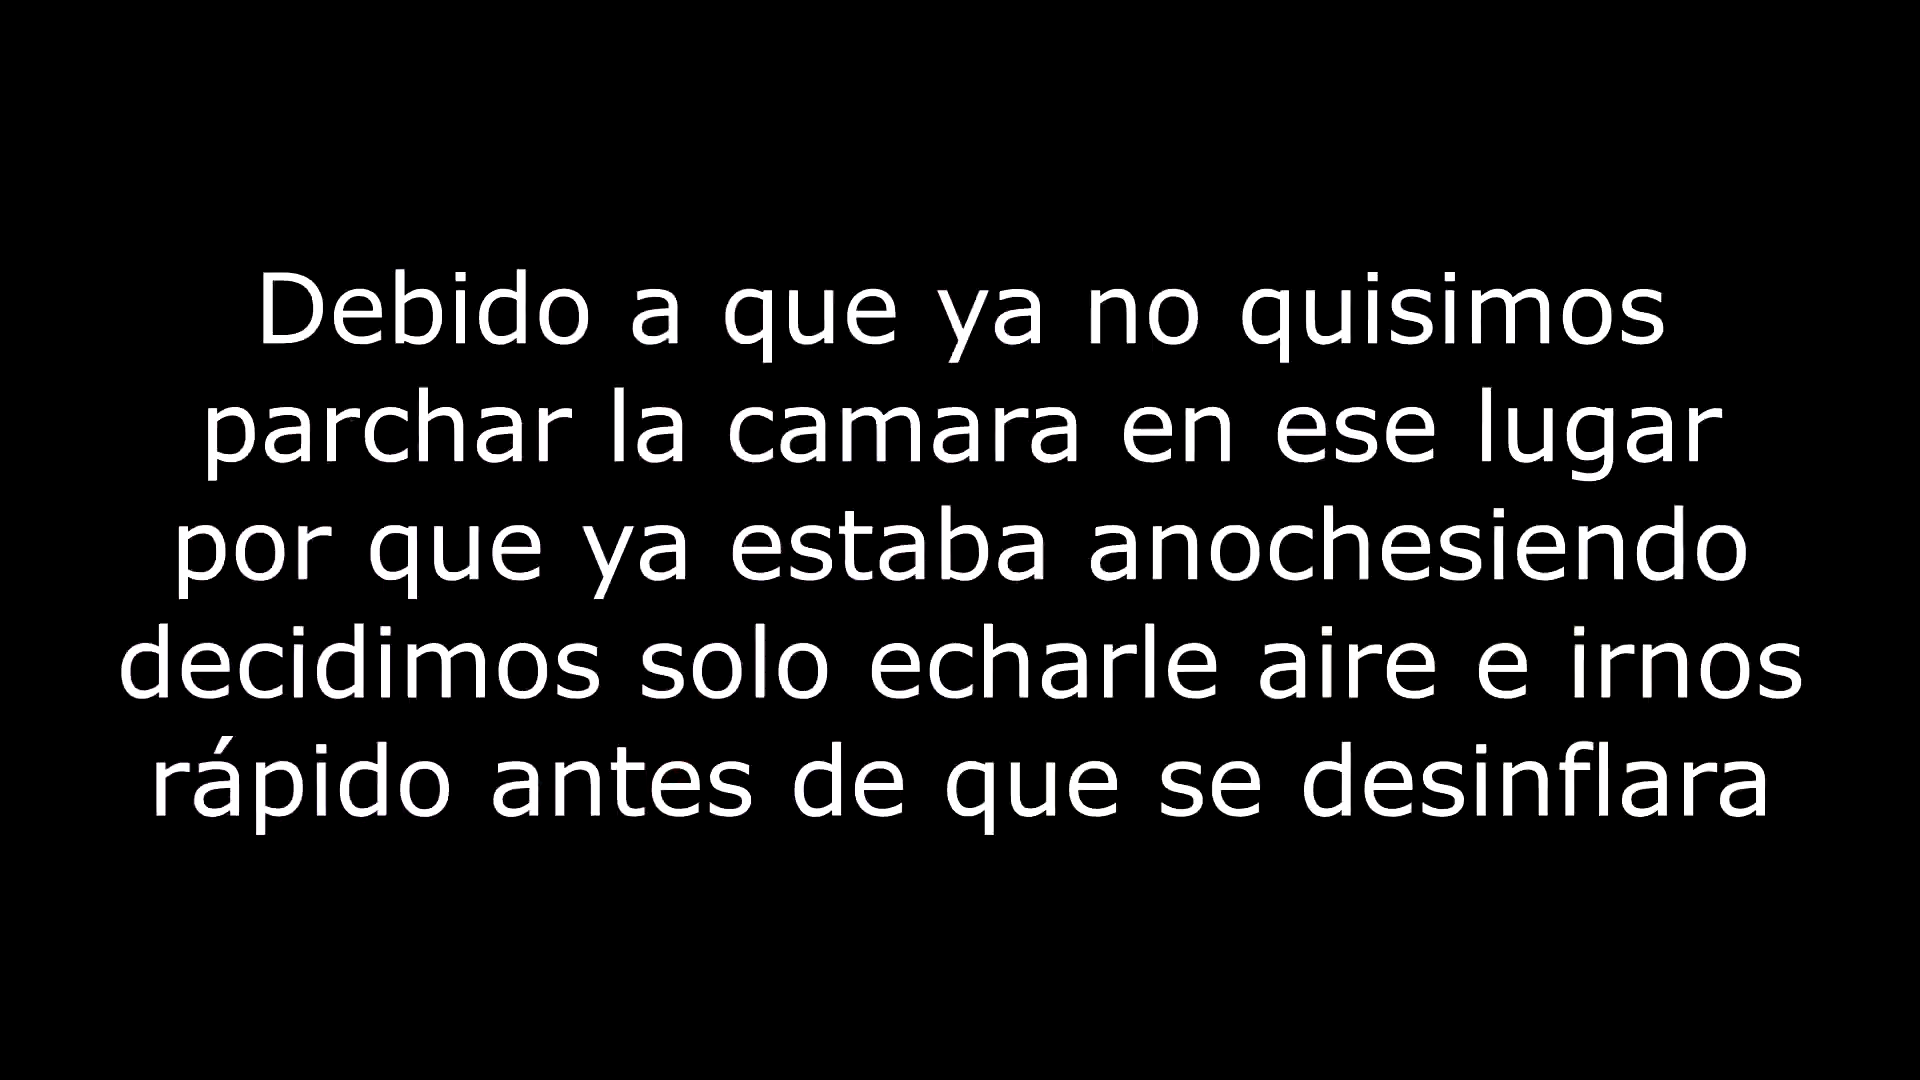 Debido a que ya no quisimos
parchar la camara en ese lugar
por que ya estaba anochesiendo
decidimos solo echarle aire e irnos
rápido antes de que se desinflara